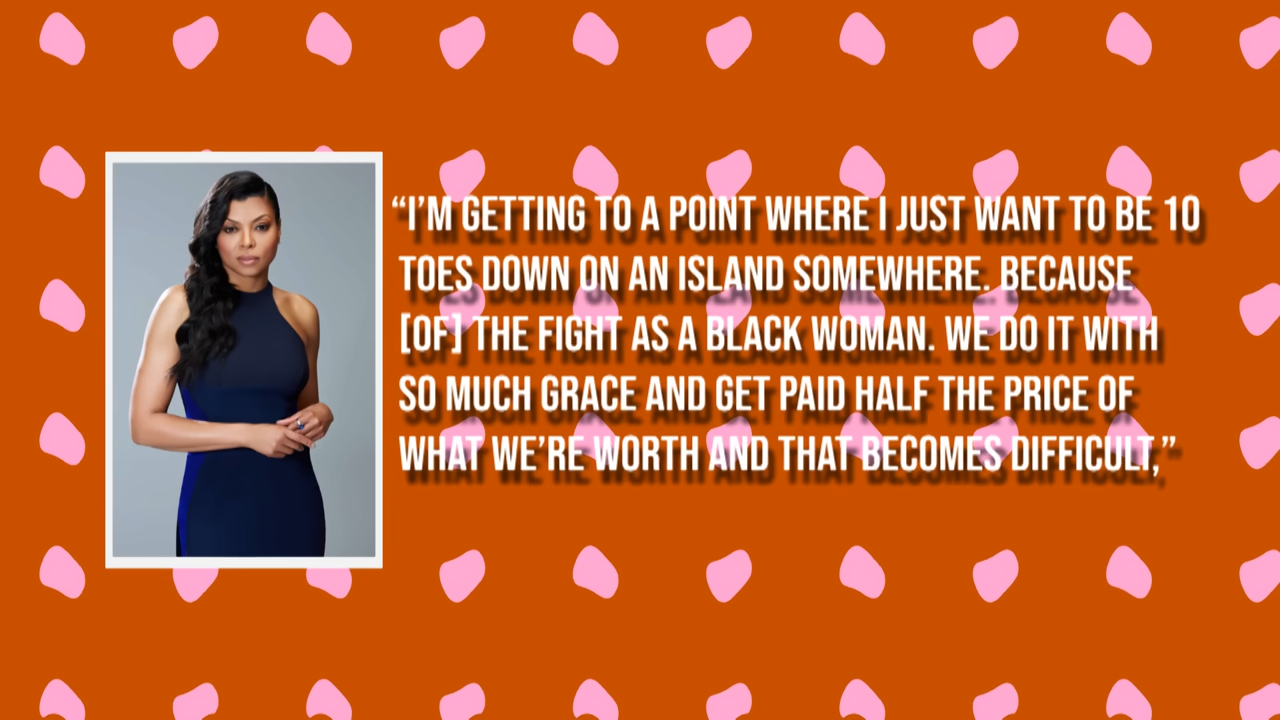 “I’M GETTING TO A POINT WHERE I JUST WANT TO BE 10
TOES DOWN ON AN ISLAND SOMEWHERE. BECAUSE
[OF] THE FIGHT AS A BLACK WOMAN. WE DO IT WITH
SO MUCH GRACE AND GET PAID HALF THE PRICE OF
WHAT WE’RE WORTH AND THAT BECOMES DIFFICULT,”